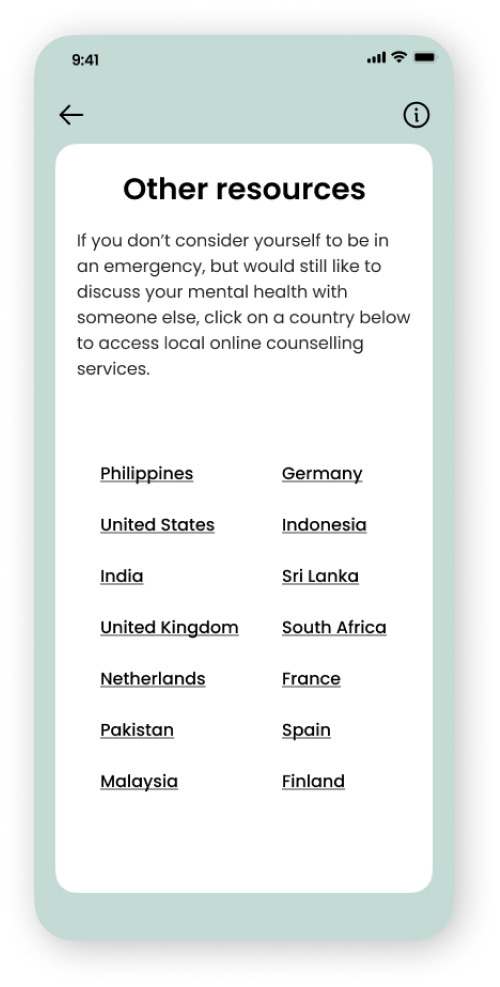 9:41
Other resources
If you don’t consider yourself to be in
an emergency, but would still like to
discuss your mental health with
someone else, click on a country below
to access local online counselling
services.
Philippines
Germany
United States
Indonesia
India
Sri Lanka
United Kingdom
South Africa
Netherlands
France
Pakistan
Spain
Malaysia
Finland